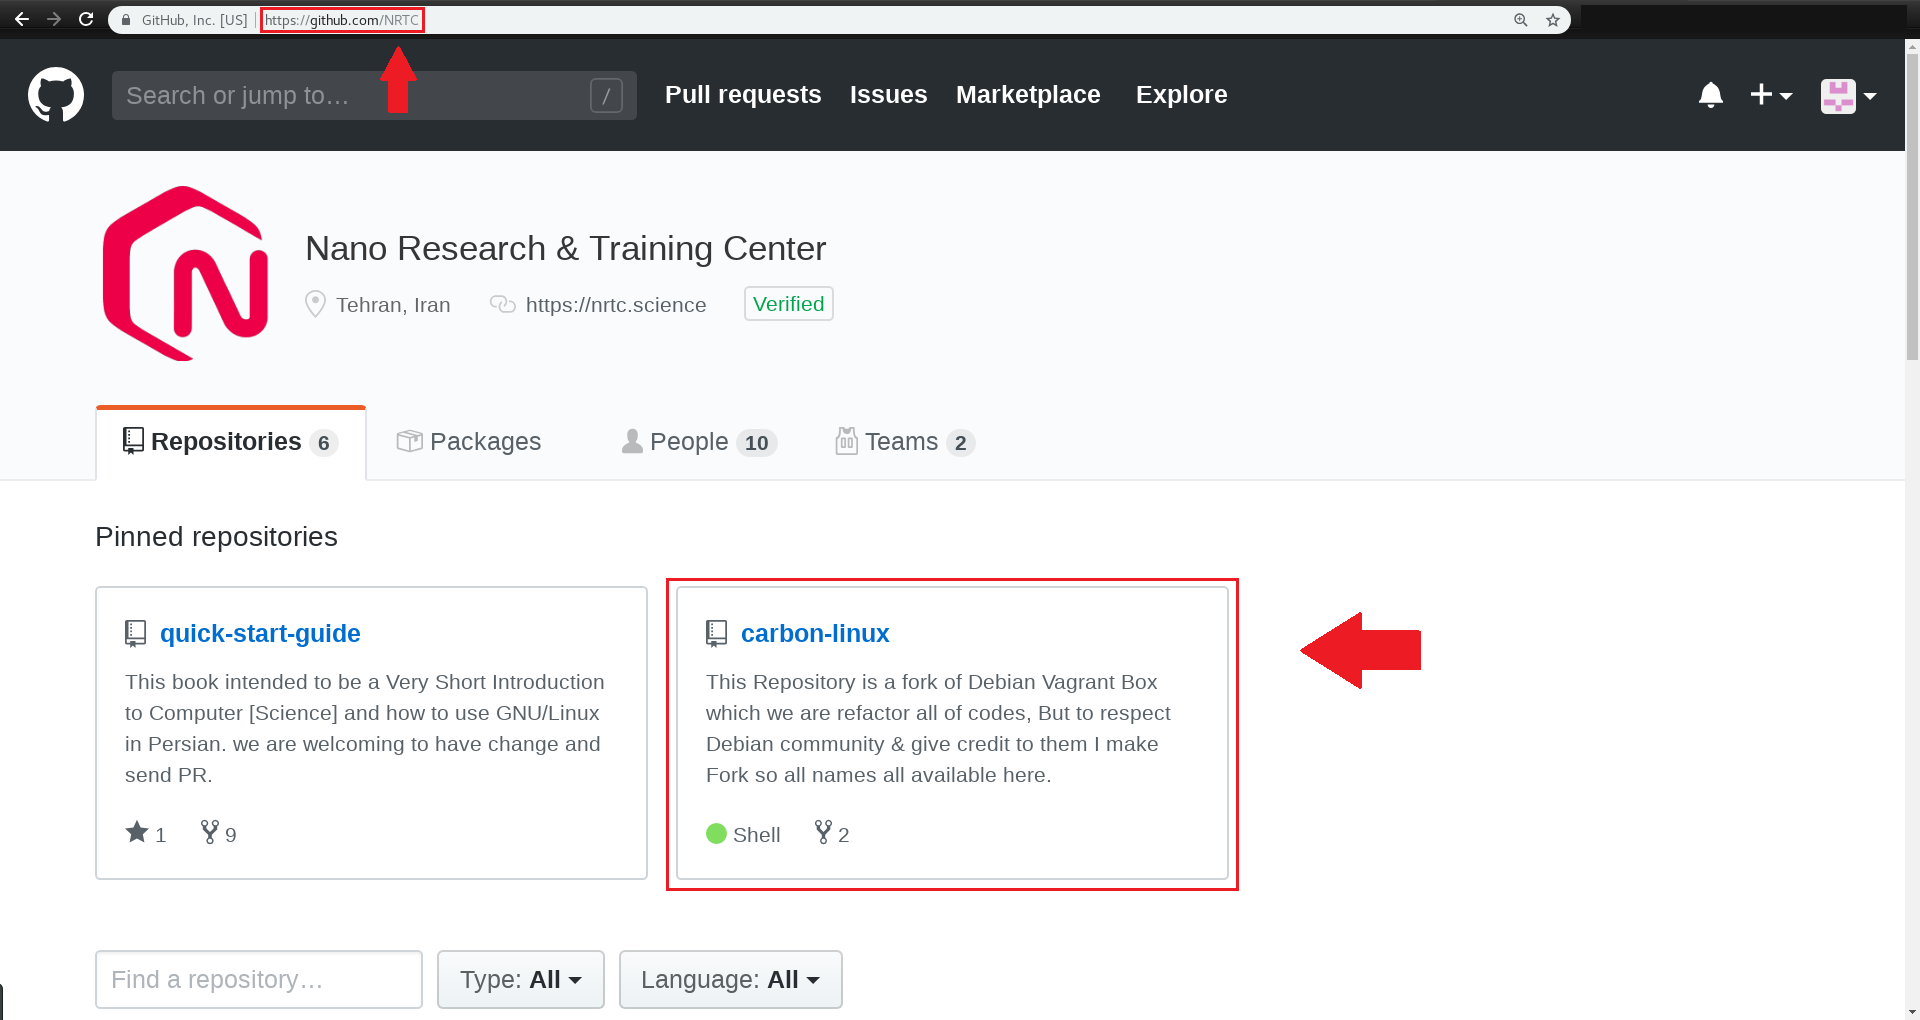 GitHub, Inc. [US] | https://github.com/NRTC
Search or jump to… /
Pull requests Issues Marketplace Explore
Nano Research & Training Center
Tehran, Iran https://nrtc.science Verified
Repositories 6 Packages People 10 Teams 2
Pinned repositories
quick-start-guide
This book intended to be a Very Short Introduction
to Computer [Science] and how to use GNU/Linux
in Persian. we are welcoming to have change and
send PR.
1 9
carbon-linux
This Repository is a fork of Debian Vagrant Box
which we are refactor all of codes, But to respect
Debian community & give credit to them I make
Fork so all names all available here.
Shell 2
Find a repository… Type: All Language: All